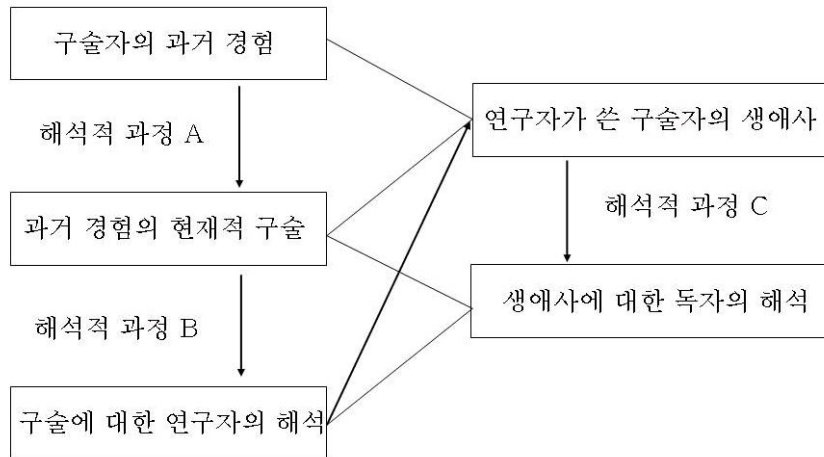 구술자의 과거 경험
해석적 과정 A
과거 경험의 현재적 구술
해석적 과정 B
구술에 대한 연구자의 해석
연구자가 쓴 구술자의 생애사
해석적 과정 C
생애사에 대한 독자의 해석